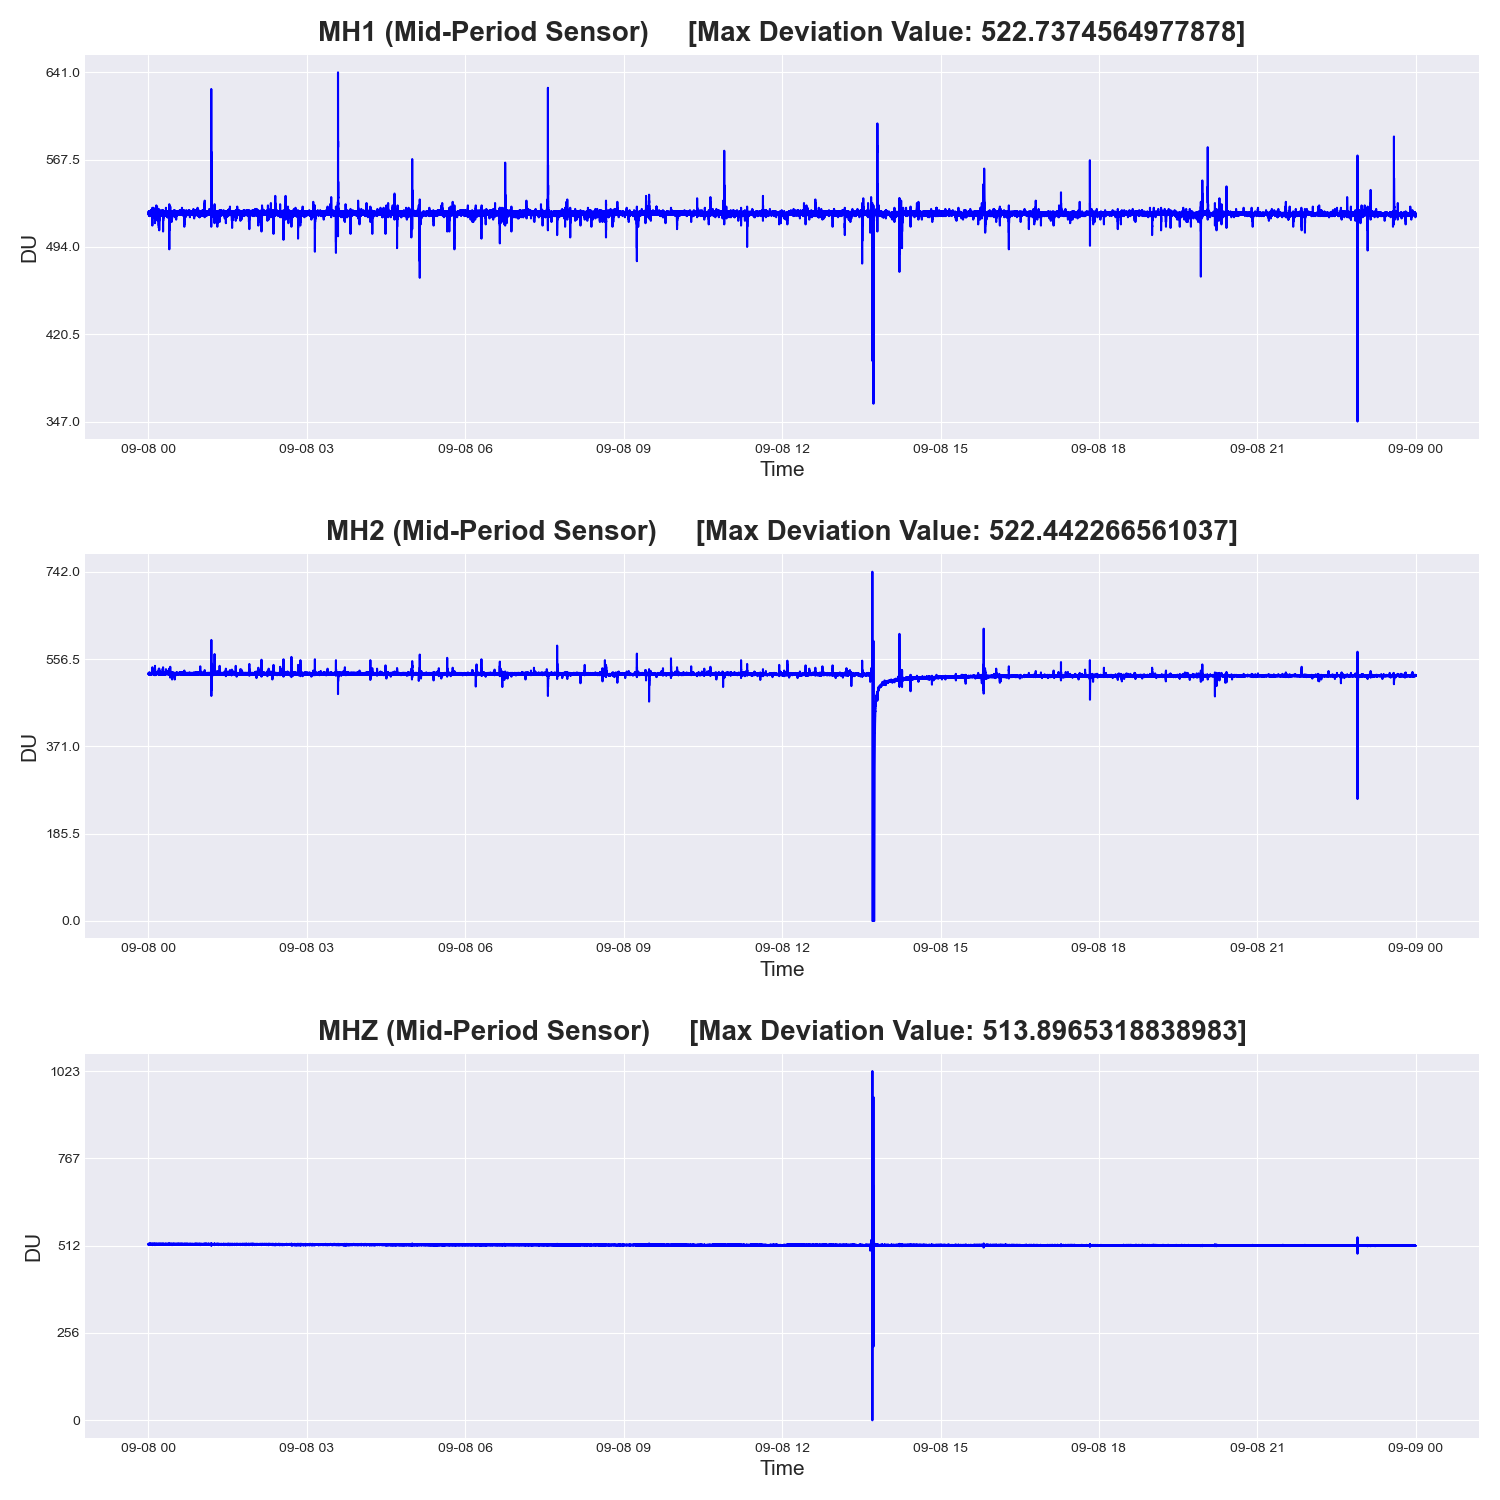 MH1 (Mid-Period Sensor) [Max Deviation Value: 522.7374564977878]
641.0
567.5
494.0
420.5
347.0
DU
09-08 00 09-08 03 09-08 06 09-08 09 09-08 12 09-08 15 09-08 18 09-08 21 09-09 00
Time
MH2 (Mid-Period Sensor) [Max Deviation Value: 522.442266561037]
742.0
556.5
371.0
185.5
0.0
DU
09-08 00 09-08 03 09-08 06 09-08 09 09-08 12 09-08 15 09-08 18 09-08 21 09-09 00
Time
MHZ (Mid-Period Sensor) [Max Deviation Value: 513.8965318838983]
1023
767
512
256
0
DU
09-08 00 09-08 03 09-08 06 09-08 09 09-08 12 09-08 15 09-08 18 09-08 21 09-09 00
Time